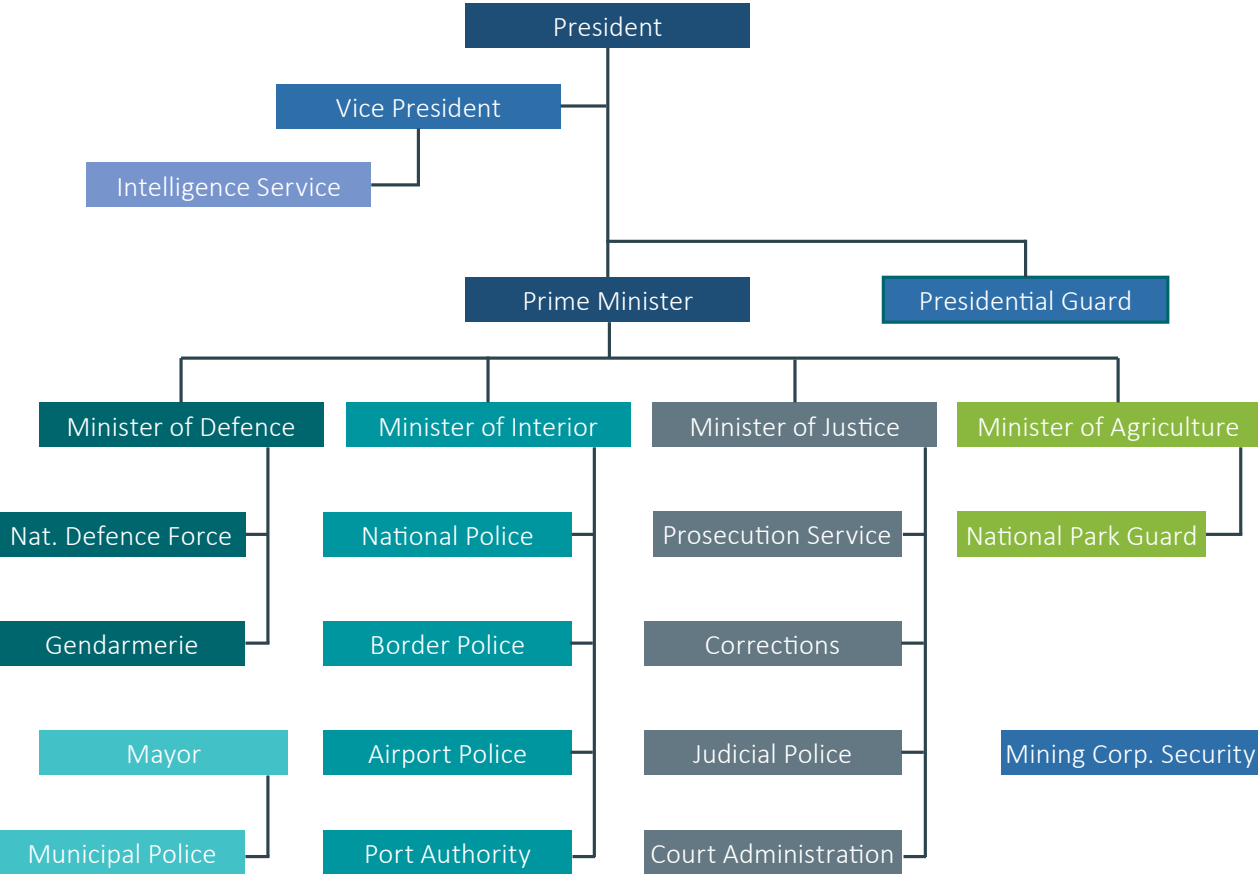 President
Vice President
Intelligence Service
Prime Minister
Presidential Guard
Minister of Defence
Minister of Interior
Minister of Justice
Minister of Agriculture
Nat. Defence Force
National Police
Prosecution Service
National Park Guard
Gendarmerie
Border Police
Corrections
Mayor
Airport Police
Judicial Police
Mining Corp. Security
Municipal Police
Port Authority
Court Administration